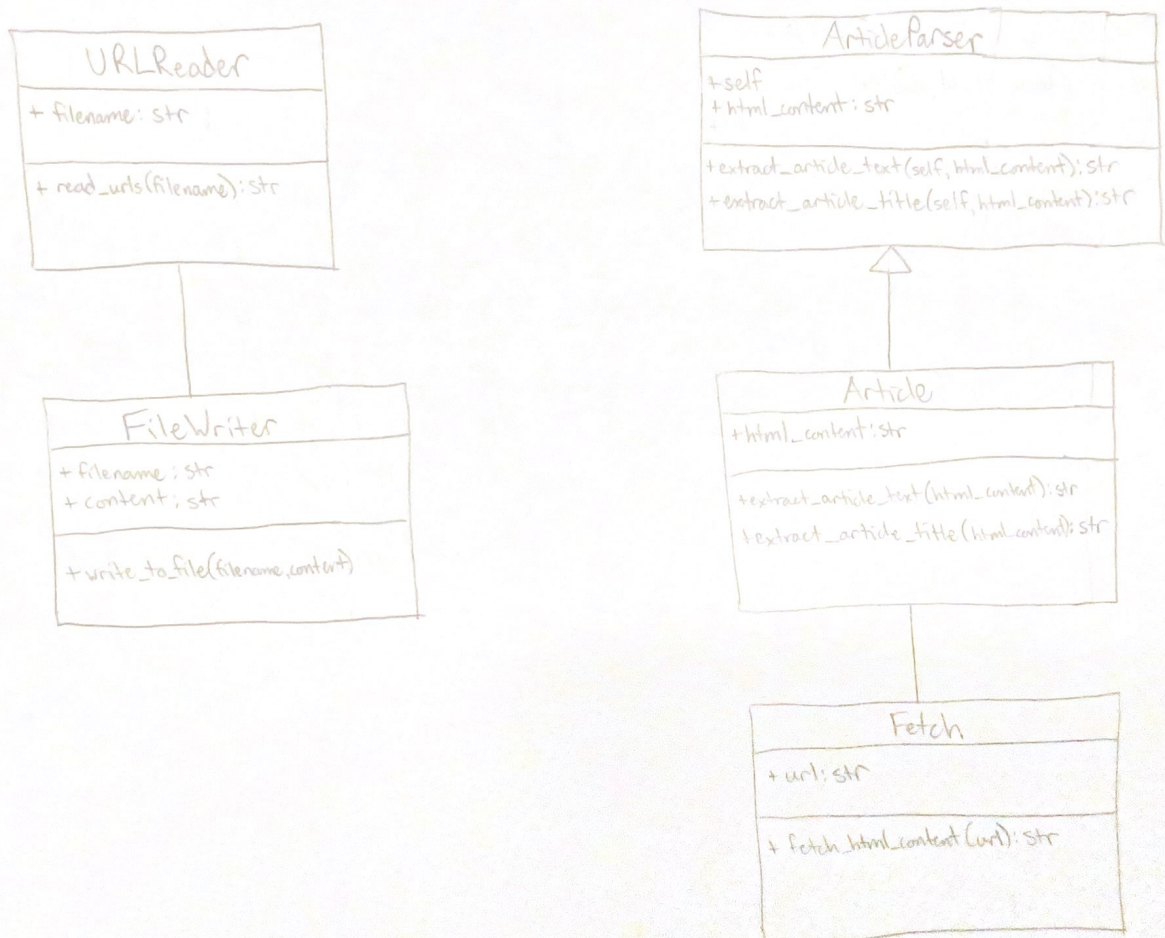 URLReader
+ filename: str
+ read_urls(filename): str
FileWriter
+ filename: str
+ content: str
+ write_to_file(filename, content)
ArticleParser
+ self
+ html_content: str
+ extract_article_text(self, html_content): str
+ extract_article_title(self, html_content): str
Article
+ html_content: str
+ extract_article_text(html_content): str
+ extract_article_title(html_content): str
Fetch
+ url: str
+ fetch_html_content(url): str